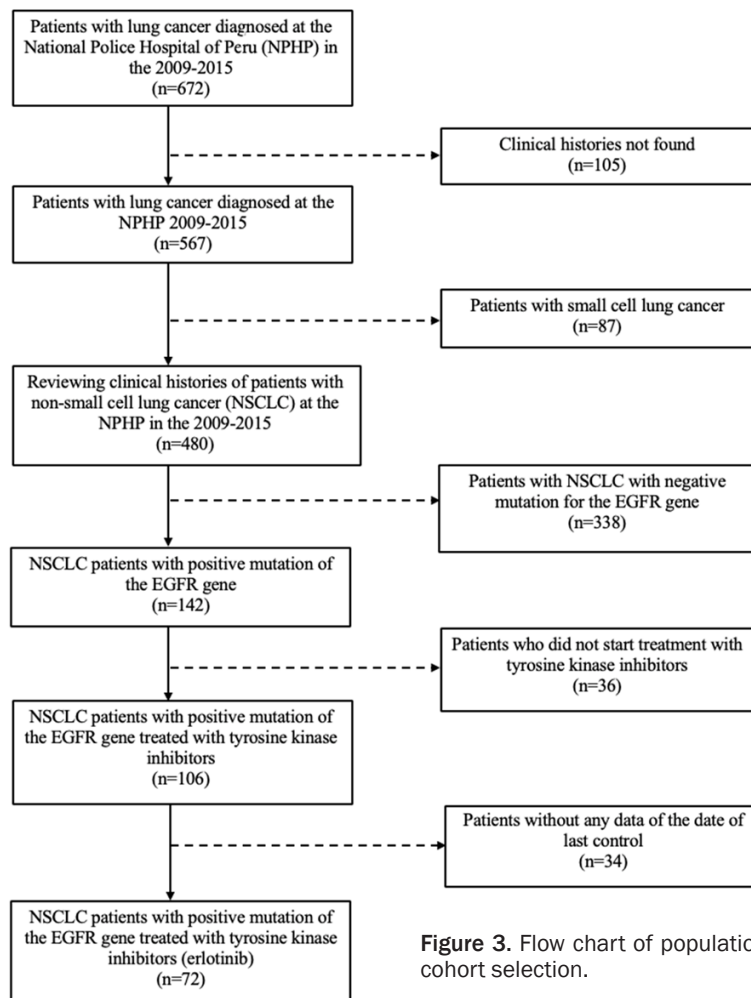 Patients with lung cancer diagnosed at the
National Police Hospital of Peru (NPHP) in
the 2009-2015
(n=672)
Clinical histories not found
(n=105)
Patients with lung cancer diagnosed at the
NPHP 2009-2015
(n=567)
Patients with small cell lung cancer
(n=87)
Reviewing clinical histories of patients with
non-small cell lung cancer (NSCLC) at the
NPHP in the 2009-2015
(n=480)
Patients with NSCLC with negative
mutation for the EGFR gene
(n=338)
NSCLC patients with positive mutation of
the EGFR gene
(n=142)
Patients who did not start treatment with
tyrosine kinase inhibitors
(n=36)
NSCLC patients with positive mutation of
the EGFR gene treated with tyrosine kinase
inhibitors
(n=106)
Patients without any data of the date of
last control
(n=34)
NSCLC patients with positive mutation of
the EGFR gene treated with tyrosine kinase
inhibitors (erlotinib)
(n=72)
Figure 3. Flow chart of populatio
cohort selection.